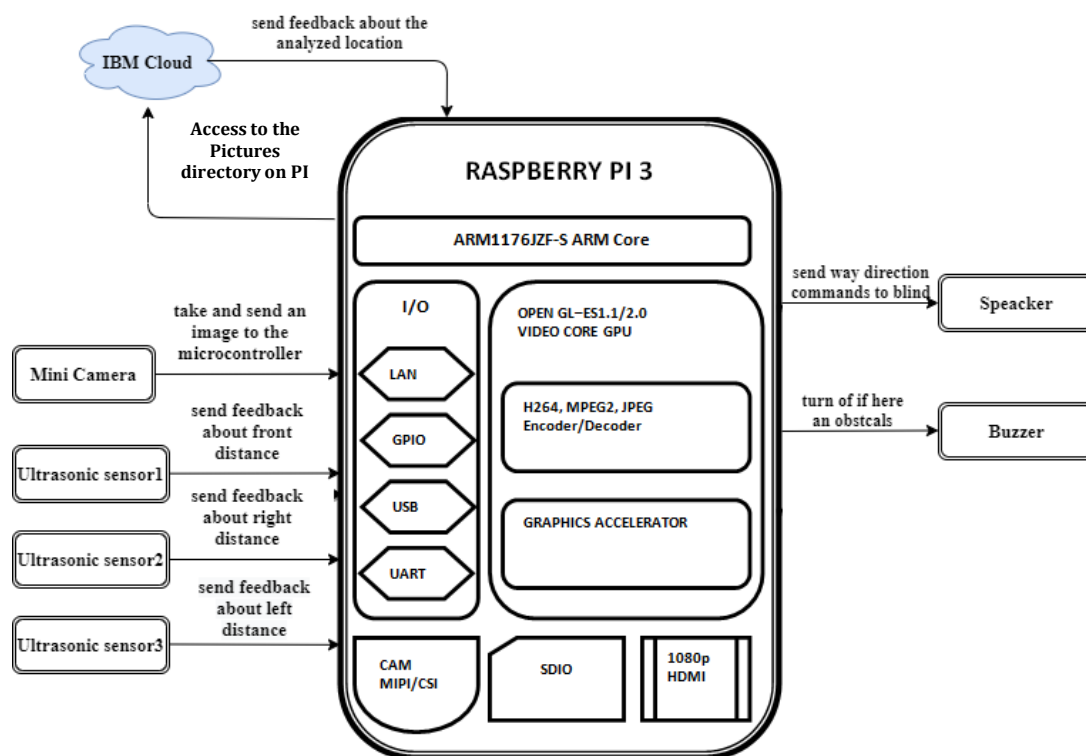 send feedback about the
analyzed location
IBM Cloud
Access to the
Pictures
directory on PI
RASPBERRY PI 3
ARM1176JZF-S ARM Core
I/O
LAN
GPIO
USB
UART
OPEN GL–ES1.1/2.0
VIDEO CORE GPU
H264, MPEG2, JPEG
Encoder/Decoder
GRAPHICS ACCELERATOR
CAM
MIPI/CSI
SDIO
1080p
HDMI
take and send an
image to the
microcontroller
Mini Camera
send feedback
about front
distance
Ultrasonic sensor1
send feedback
about right
distance
Ultrasonic sensor2
send feedback
about left
distance
Ultrasonic sensor3
send way direction
commands to blind
Speacker
turn of if here
an obstcals
Buzzer